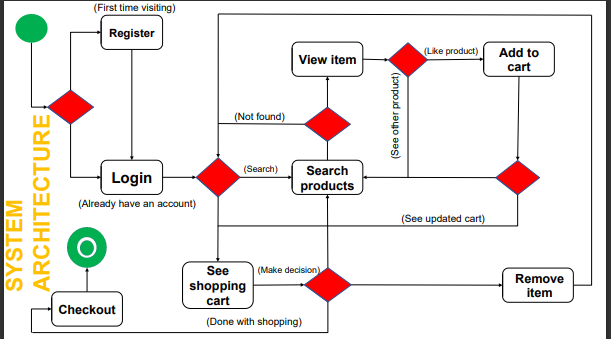 (First time visiting)
Register
View item
(Like product)
Add to
cart
(See other product)
(Not found)
Login
(Search)
Search
products
(Already have an account)
(See updated cart)
SYSTEM
ARCHITECTURE
See
shopping
cart
(Make decision)
Remove
item
Checkout
(Done with shopping)